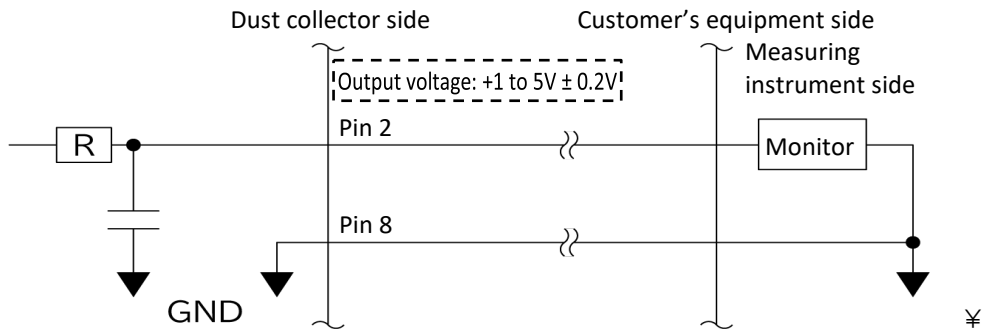 Dust collector side
Customer’s equipment side
Measuring
instrument side
Output voltage: +1 to 5V ± 0.2V
Pin 2
R
Monitor
Pin 8
GND
¥